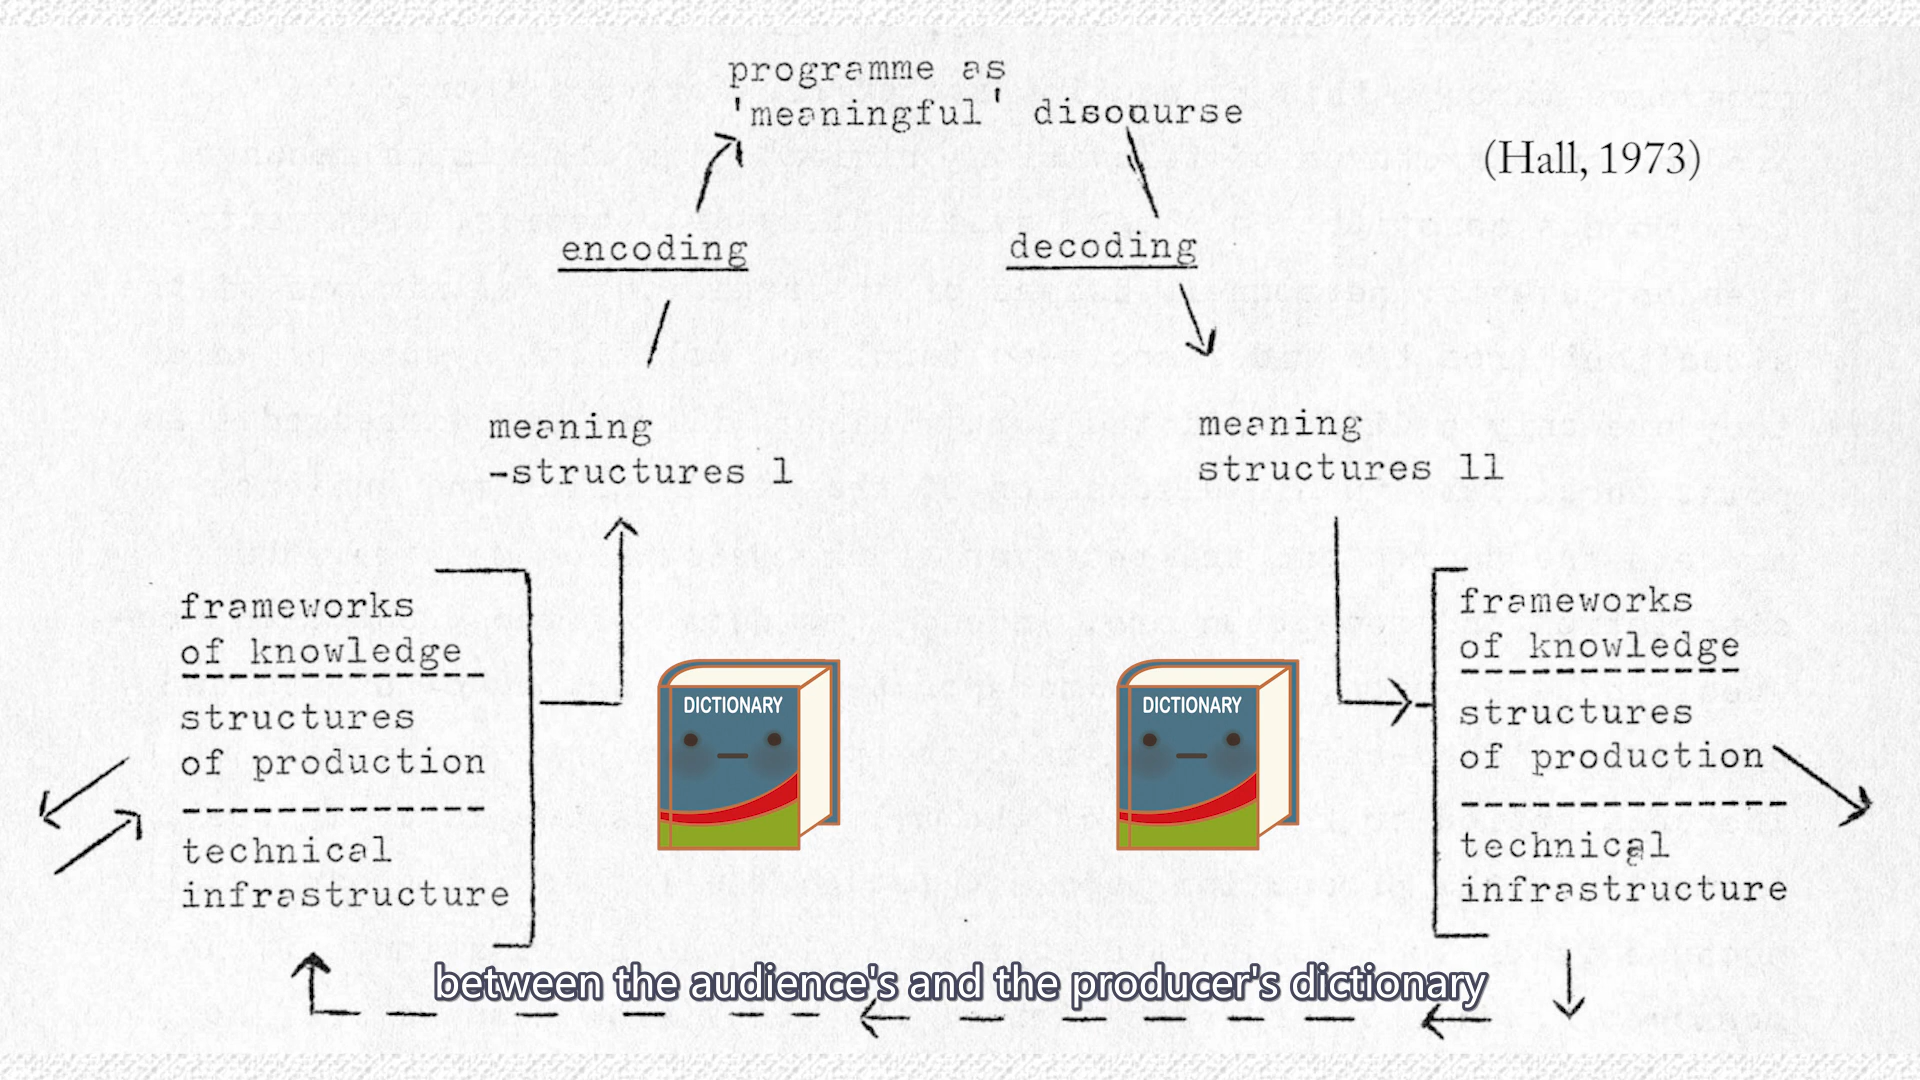 programme as
'meaningful' discourse
(Hall, 1973)
encoding
decoding
meaning
-structures 1
meaning
structures 11
frameworks
of knowledge
structures
of production
technical
infrastructure
DICTIONARY
DICTIONARY
frameworks
of knowledge
structures
of production
technical
infrastructure
between the audience's and the producer's dictionary